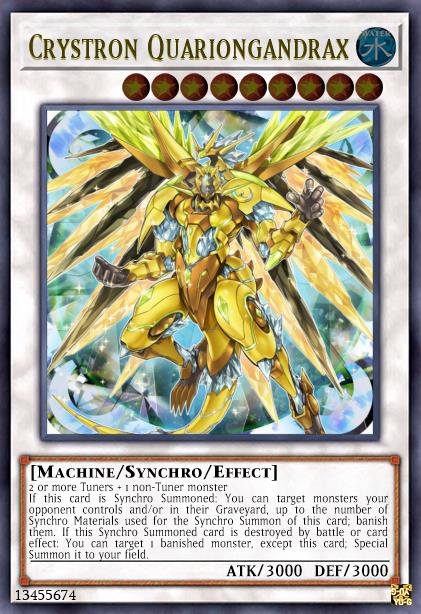 CRYSTRON QUARIONGANDRAX
WATER
水
[MACHINE/SYNCHRO/EFFECT]
2 or more Tuners + 1 non-Tuner monster
If this card is Synchro Summoned: You can target monsters your
opponent controls and/or in their Graveyard, up to the number of
Synchro Materials used for the Synchro Summon of this card; banish
them. If this Synchro Summoned card is destroyed by battle or card
effect: You can target 1 banished monster, except this card; Special
Summon it to your field.
ATK/3000 DEF/3000
13455674